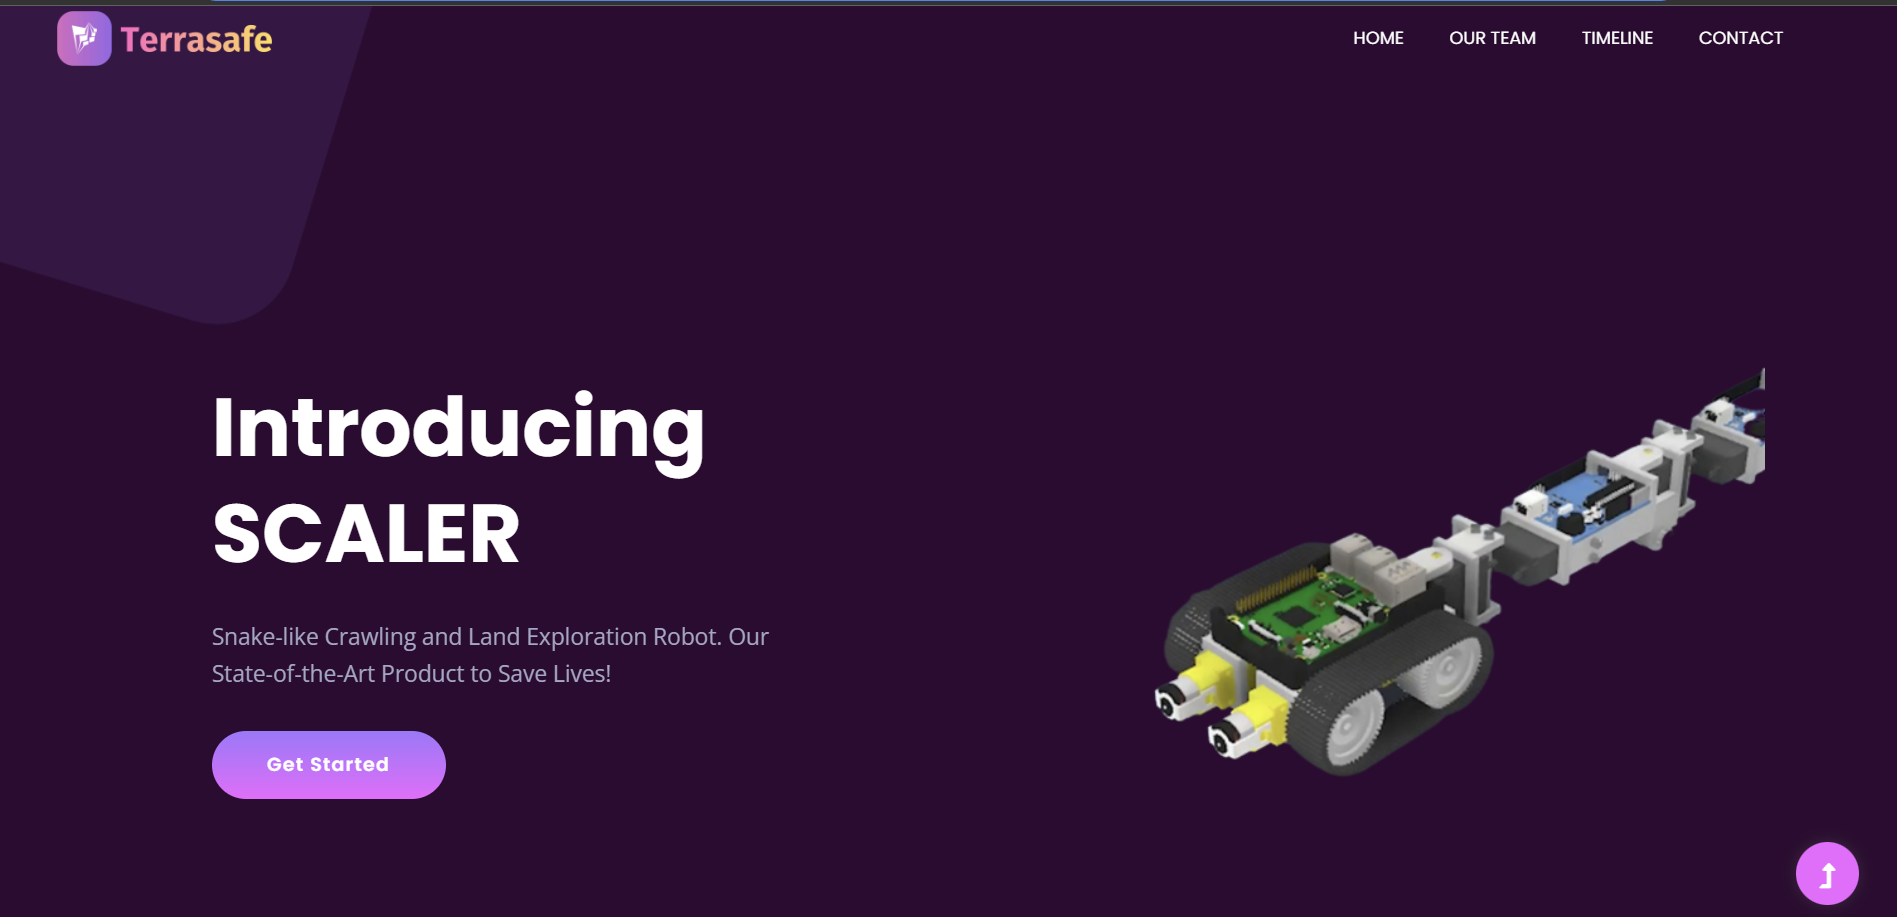 Terrasafe
HOME OUR TEAM TIMELINE CONTACT
Introducing
SCALER
Snake-like Crawling and Land Exploration Robot. Our
State-of-the-Art Product to Save Lives!
Get Started